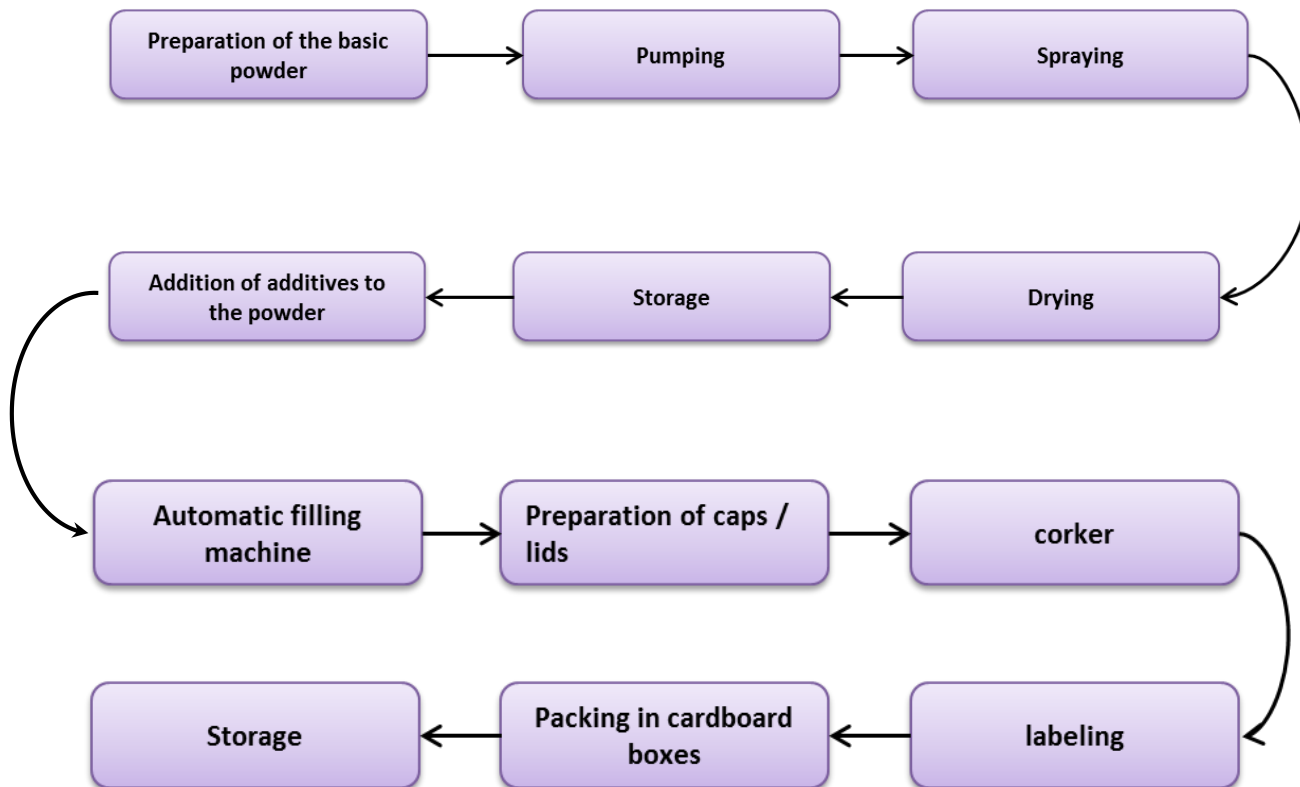 Preparation of the basic
powder
Pumping
Spraying
Drying
Storage
Addition of additives to
the powder
Automatic filling
machine
Preparation of caps /
lids
corker
labeling
Packing in cardboard
boxes
Storage